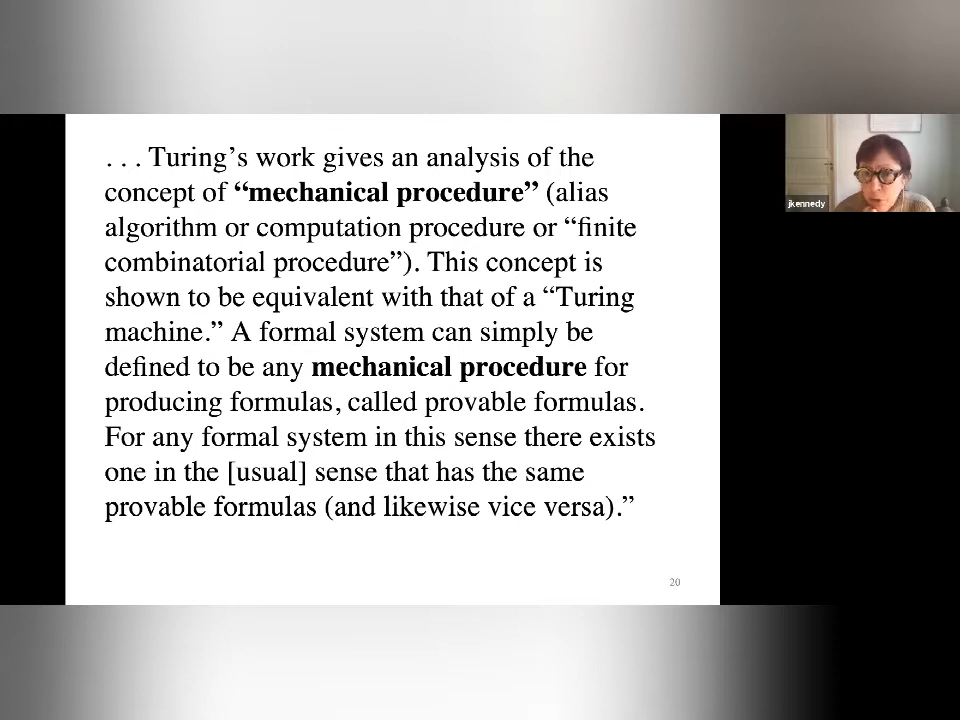 . . . Turing’s work gives an analysis of the
concept of “mechanical procedure” (alias
algorithm or computation procedure or “finite
combinatorial procedure”). This concept is
shown to be equivalent with that of a “Turing
machine.” A formal system can simply be
defined to be any mechanical procedure for
producing formulas, called provable formulas.
For any formal system in this sense there exists
one in the [usual] sense that has the same
provable formulas (and likewise vice versa).”
20
jkennedy